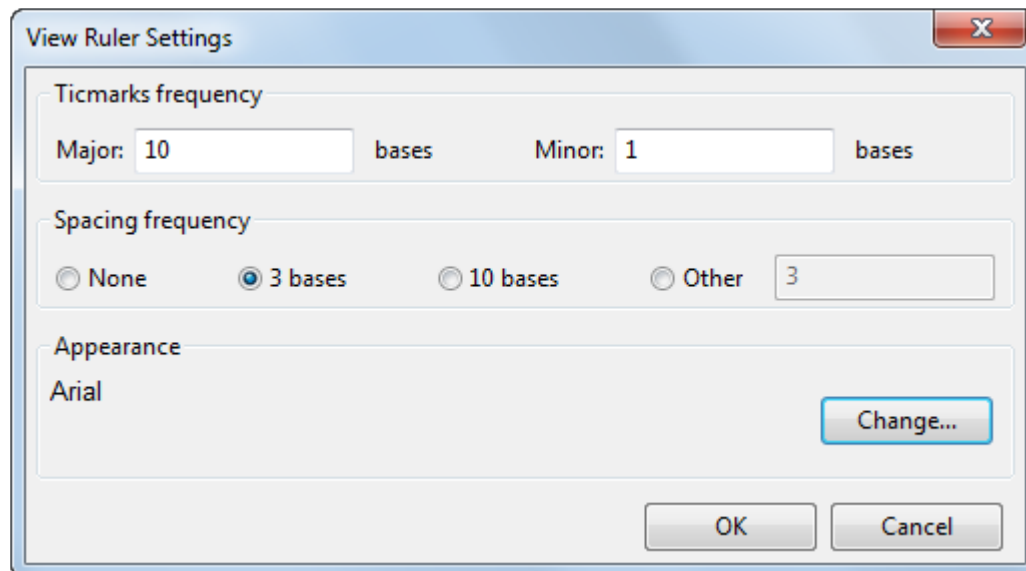 View Ruler Settings
Ticmarks frequency
Major: 10 bases Minor: 1 bases
Spacing frequency
None 3 bases 10 bases Other 3
Appearance
Arial
Change...
OK Cancel